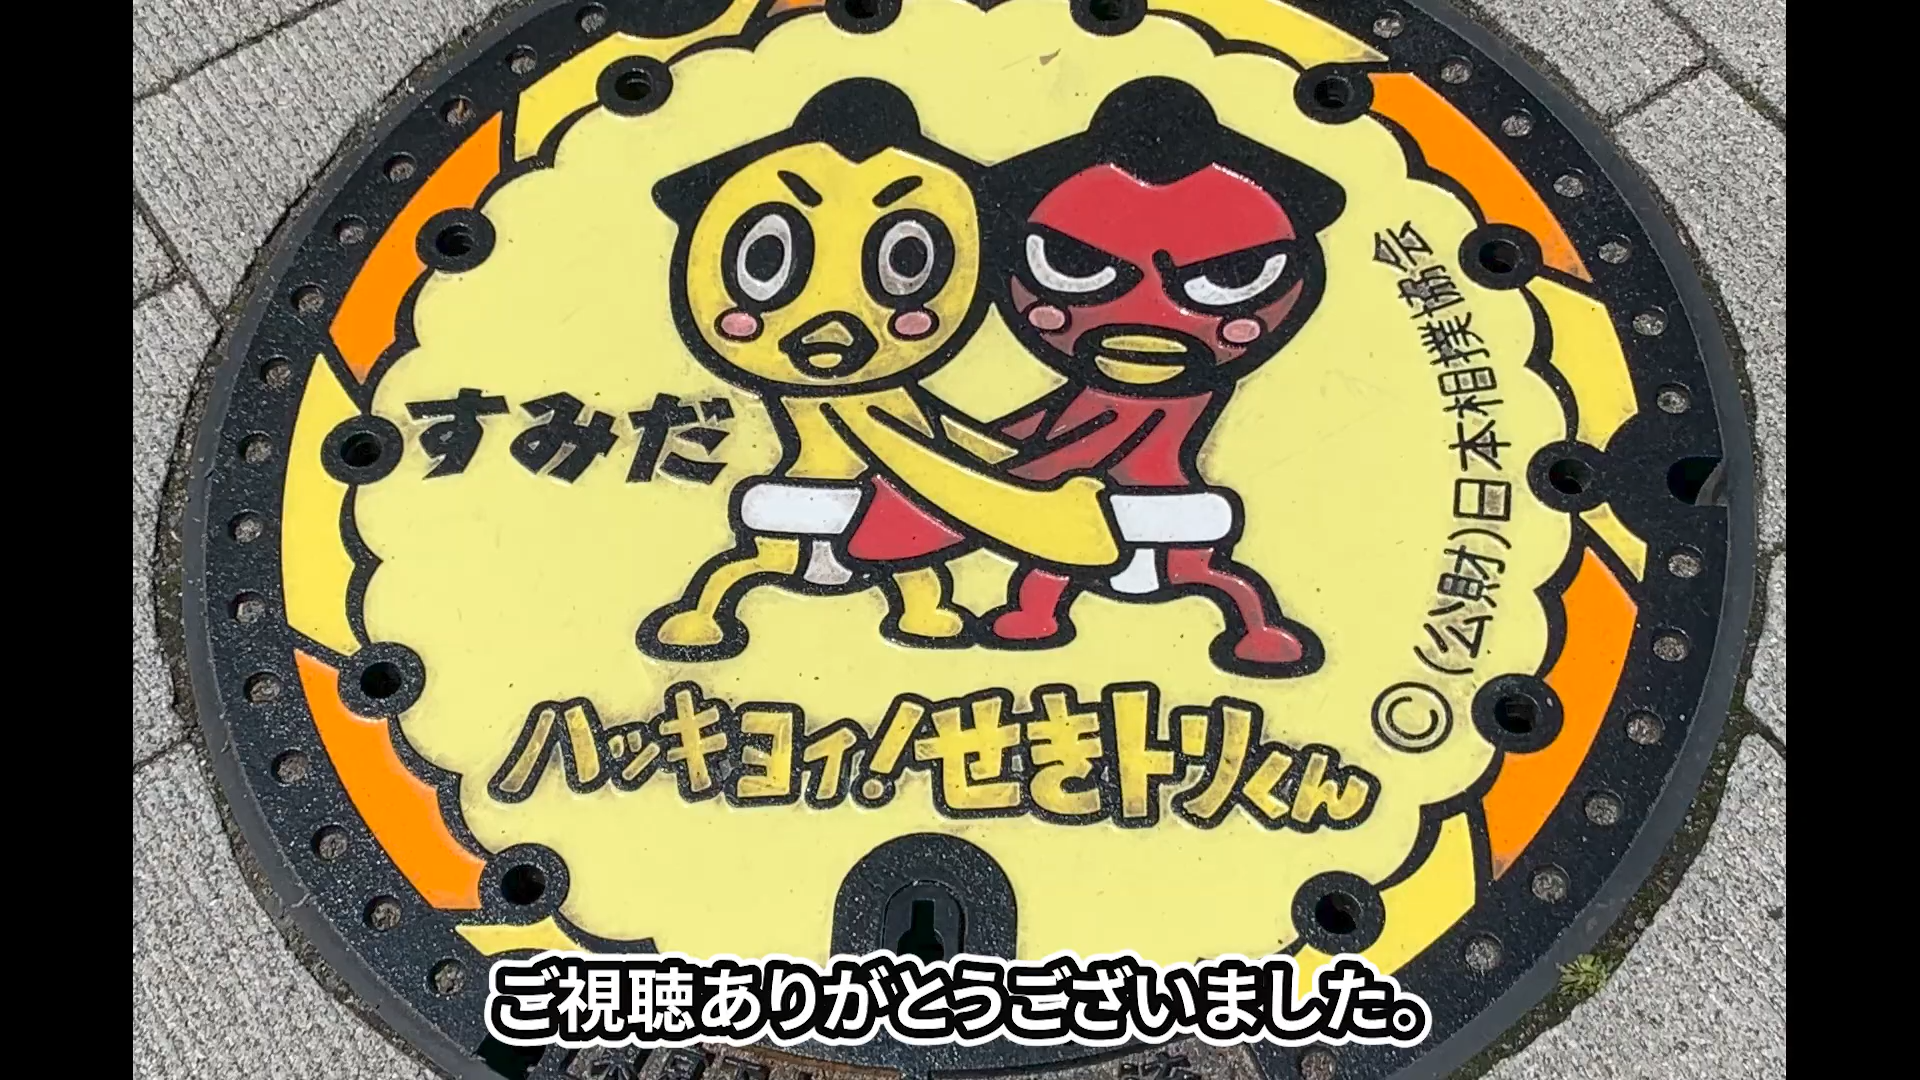 すみだ
©(公財)日本相撲協会
ハッキヨイ!せきトリくん
ご視聴ありがとうございました。